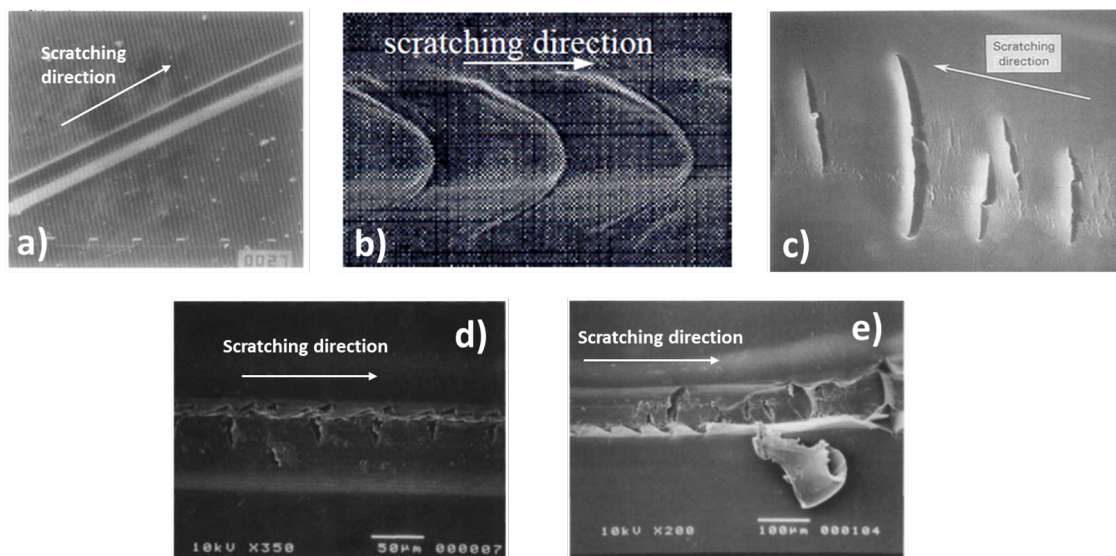 Scratching
direction
a)
0027
scratching direction
b)
Scratching
direction
c)
Scratching direction
d)
10kV X350 50μm 000007
Scratching direction
e)
10kV X200 100μm 000104